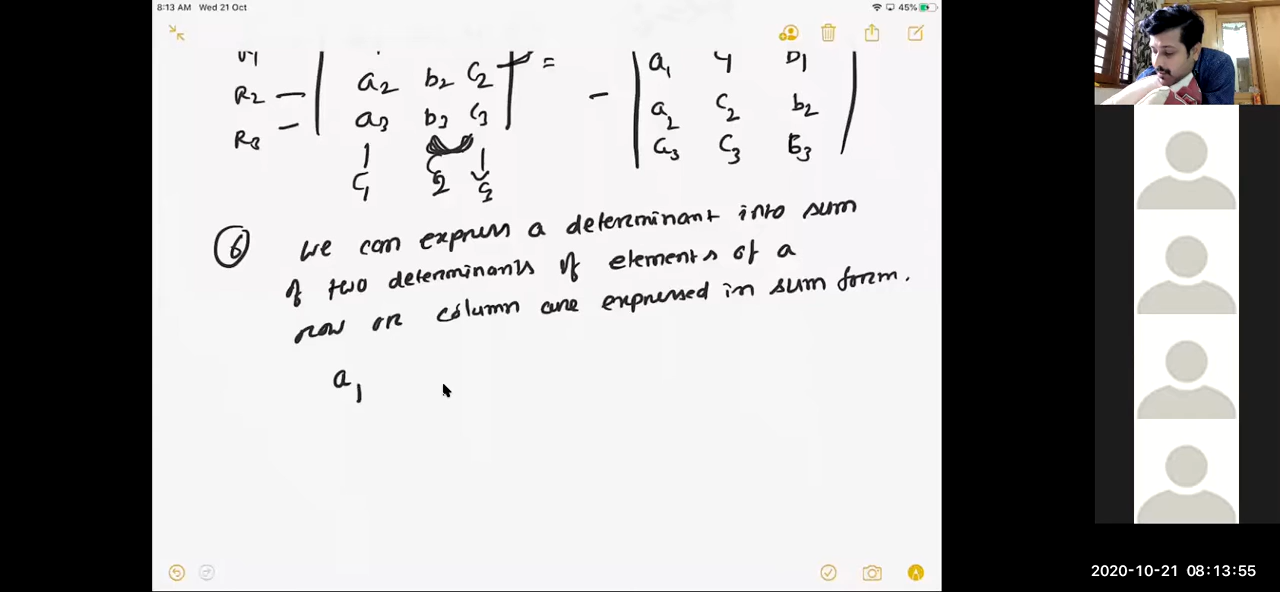 8:13 AM Wed 21 Oct 45%
R2 — a2 b2 c2 = — a1 c1 b1
R3 — a3 b3 c3 a2 c2 b2
a3 c3 b3
C1 C2
⑥ we can express a determinant into sum
of two determinants if elements of a
row or column are expressed in sum form.
a1
2020-10-21 08:13:55